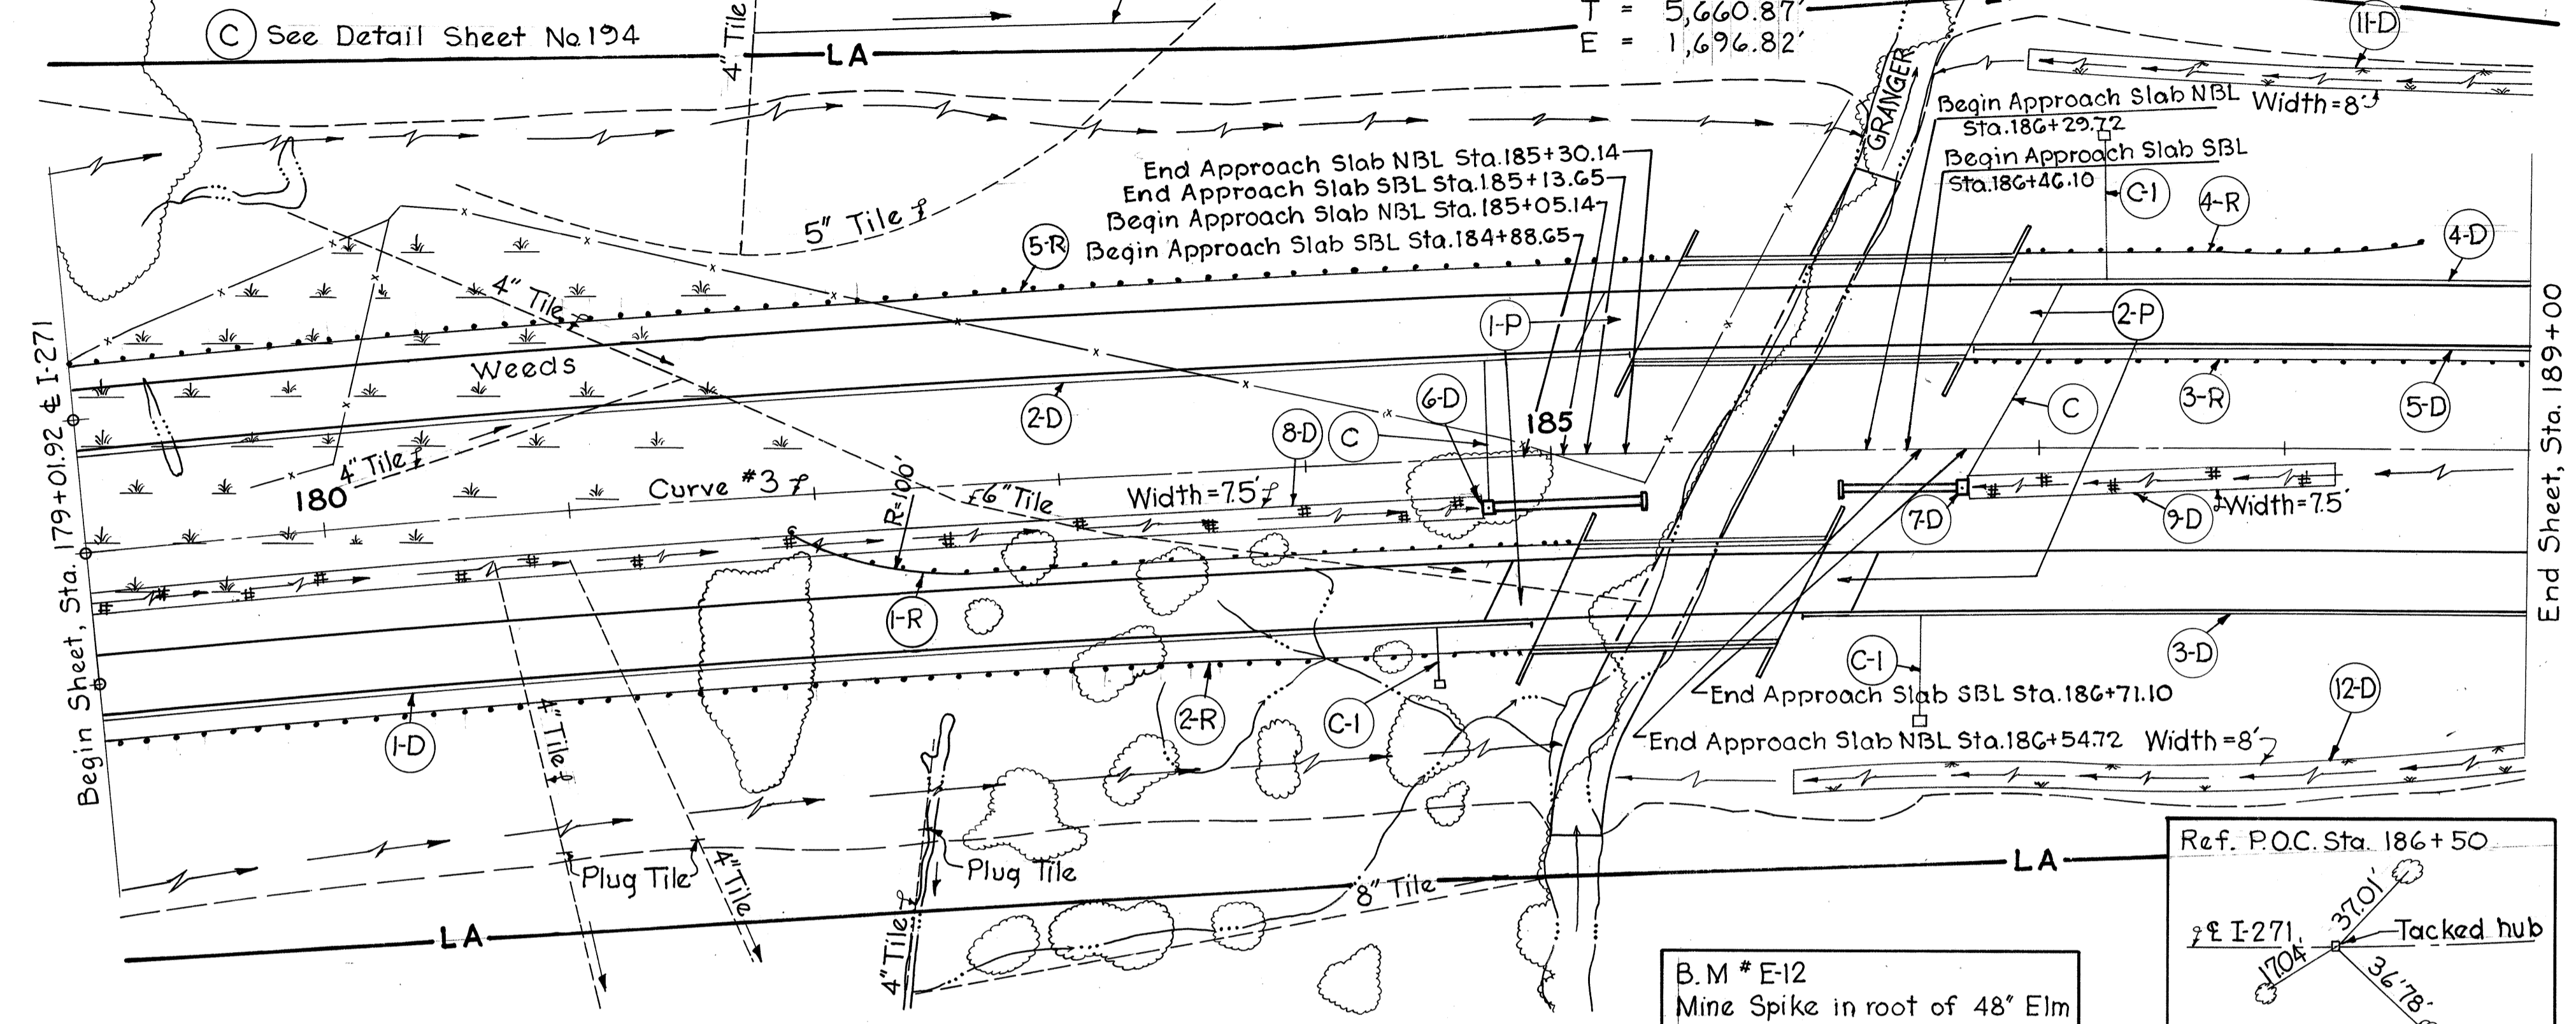 C See Detail Sheet No. 194
4" Tile
LA
T = 5,660.87'
E = 1,696.82'
GRANGER
11-D
Width=8'
Begin Approach Slab NBL
Sta.186+29.72
Begin Approach Slab SBL
Sta.186+46.10
C-1
4-R
4-D
End Approach Slab NBL Sta.185+30.14
End Approach Slab SBL Sta.185+13.65
Begin Approach Slab NBL Sta.185+05.14
Begin Approach Slab SBL Sta.184+88.65
5" Tile
5-R
4" Tile
Weeds
1-P
2-P
2-D
6-D
185
8-D
C
C
3-R
5-D
Begin Sheet, Sta. 179+01.92 ℄ I-271
End Sheet, Sta. 189+00
4" Tile
180
Curve #3
R=100'
6" Tile
Width=7.5'
7-D
9-D
Width=7.5'
1-R
1-D
4" Tile
2-R
C-1
C-1
3-D
12-D
End Approach Slab SBL Sta.186+71.10
End Approach Slab NBL Sta.186+54.72
Width=8'
Plug Tile
4" Tile
Plug Tile
4" Tile
8" Tile
LA
LA
B.M # E-12
Mine Spike in root of 48" Elm
Ref. P.O.C. Sta. 186+50
37.01'
℄ I-271
Tacked hub
17.04'
36.78'